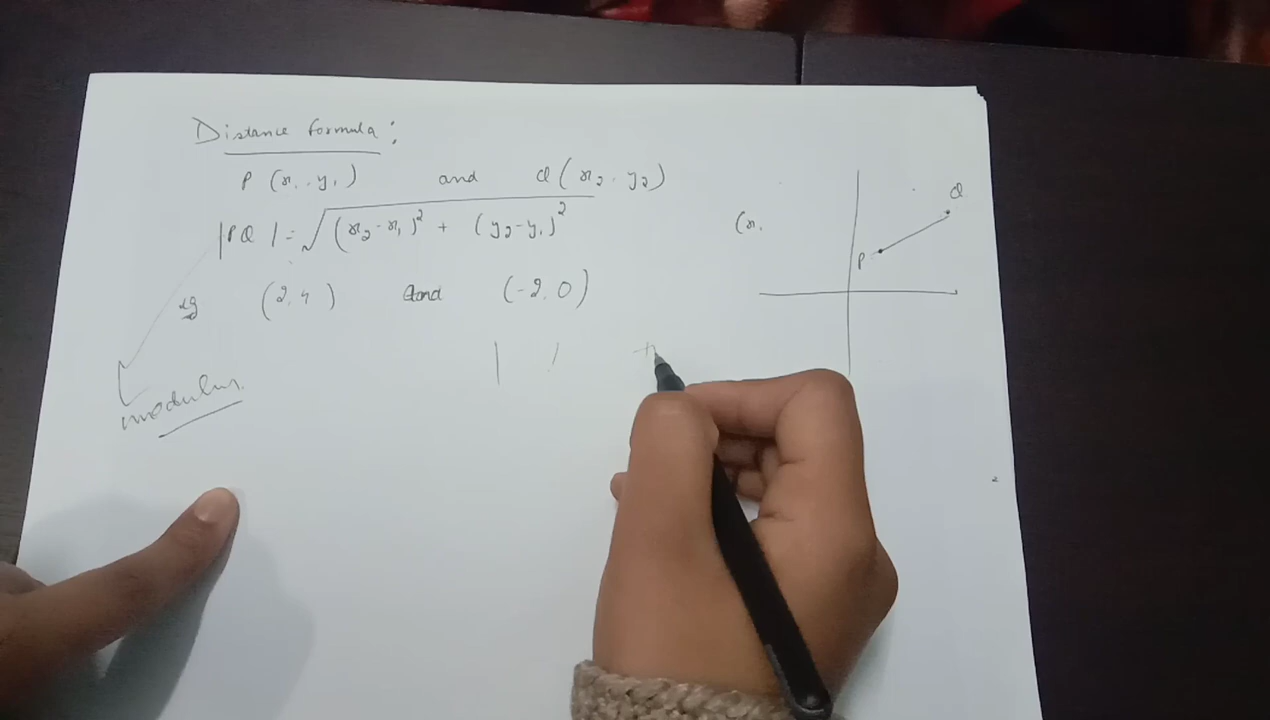 Distance formula:
P (x₁, y₁) and Q (x₂, y₂)
|PQ| = √(x₂-x₁)² + (y₂-y₁)²
eg (2,4) and (-2,0)
modulus
| |
(x,
Q
P